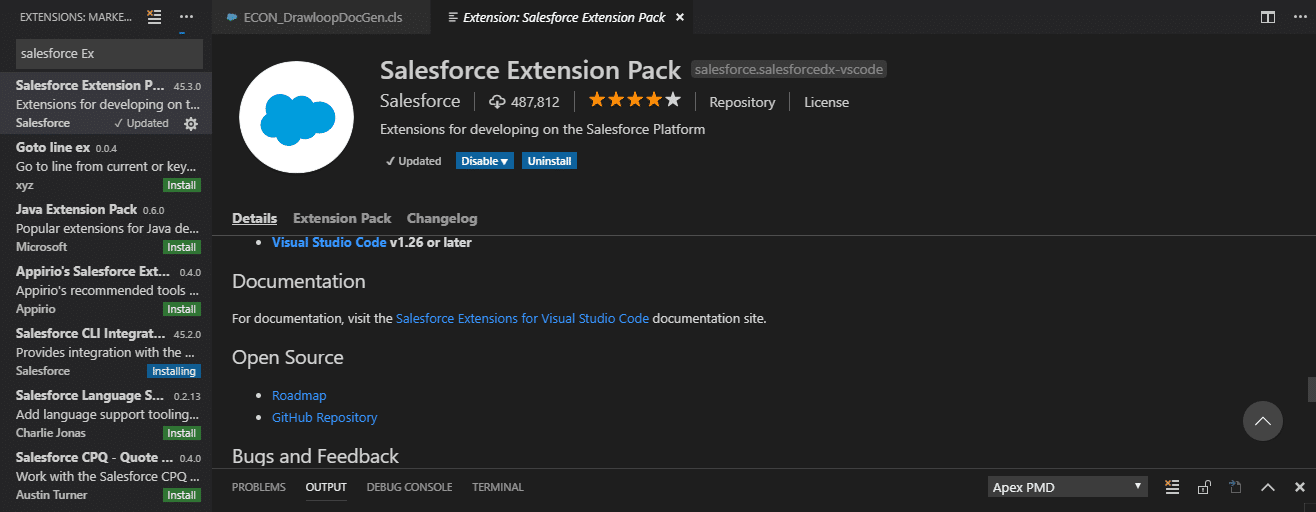 EXTENSIONS: MARKE...
salesforce Ex
Salesforce Extension P... 45.3.0
Extensions for developing on t...
Salesforce ✓ Updated
Goto line ex 0.0.4
Go to line from current or key...
xyz Install
Java Extension Pack 0.6.0
Popular extensions for Java de...
Microsoft Install
Appirio's Salesforce Ext... 0.4.0
Appirio's recommended tools ...
Appirio Install
Salesforce CLI Integrat... 45.2.0
Provides integration with the ...
Salesforce Installing
Salesforce Language S... 0.2.13
Add language support tooling...
Charlie Jonas Install
Salesforce CPQ - Quote ... 0.4.0
Work with the Salesforce CPQ ...
Austin Turner Install
ECON_DrawloopDocGen.cls Extension: Salesforce Extension Pack
Salesforce Extension Pack salesforce.salesforcedx-vscode
Salesforce 487,812 Repository License
Extensions for developing on the Salesforce Platform
✓ Updated Disable Uninstall
Details Extension Pack Changelog
• Visual Studio Code v1.26 or later
Documentation
For documentation, visit the Salesforce Extensions for Visual Studio Code documentation site.
Open Source
• Roadmap
• GitHub Repository
Bugs and Feedback
PROBLEMS OUTPUT DEBUG CONSOLE TERMINAL Apex PMD